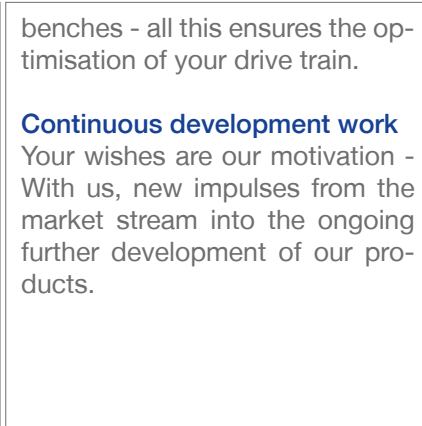 benches - all this ensures the op-
timisation of your drive train.
Continuous development work
Your wishes are our motivation -
With us, new impulses from the
market stream into the ongoing
further development of our pro-
ducts.